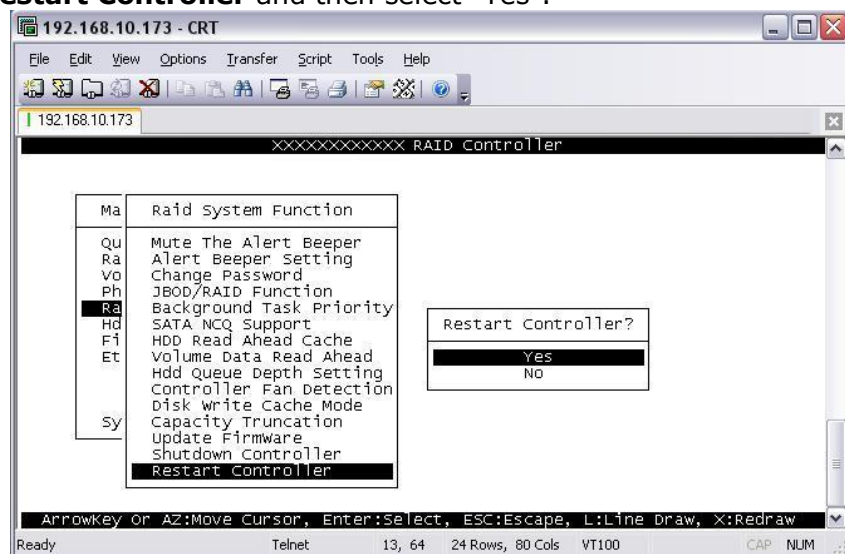 estart Controller and then select "Yes".
192.168.10.173 - CRT
File Edit View Options Transfer Script Tools Help
192.168.10.173
XXXXXXXXXXXX RAID Controller
Ma
Raid System Function
Qu
Mute The Alert Beeper
Ra
Alert Beeper Setting
Vo
Change Password
Ph
JBOD/RAID Function
Ra
Background Task Priority
Hd
SATA NCQ Support
Fi
HDD Read Ahead Cache
Et
Volume Data Read Ahead
Hdd Queue Depth Setting
Controller Fan Detection
Disk Write Cache Mode
Sy
Capacity Truncation
Update Firmware
Shutdown Controller
Restart Controller
Restart Controller?
Yes
No
ArrowKey Or AZ:Move Cursor, Enter:Select, ESC:Escape, L:Line Draw, X:Redraw
Ready Telnet 13, 64 24 Rows, 80 Cols VT100 CAP NUM